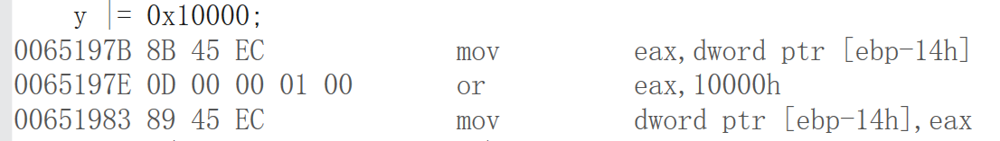 y |= 0x10000;
0065197B 8B 45 EC mov eax,dword ptr [ebp-14h]
0065197E 0D 00 00 01 00 or eax,10000h
00651983 89 45 EC mov dword ptr [ebp-14h],eax